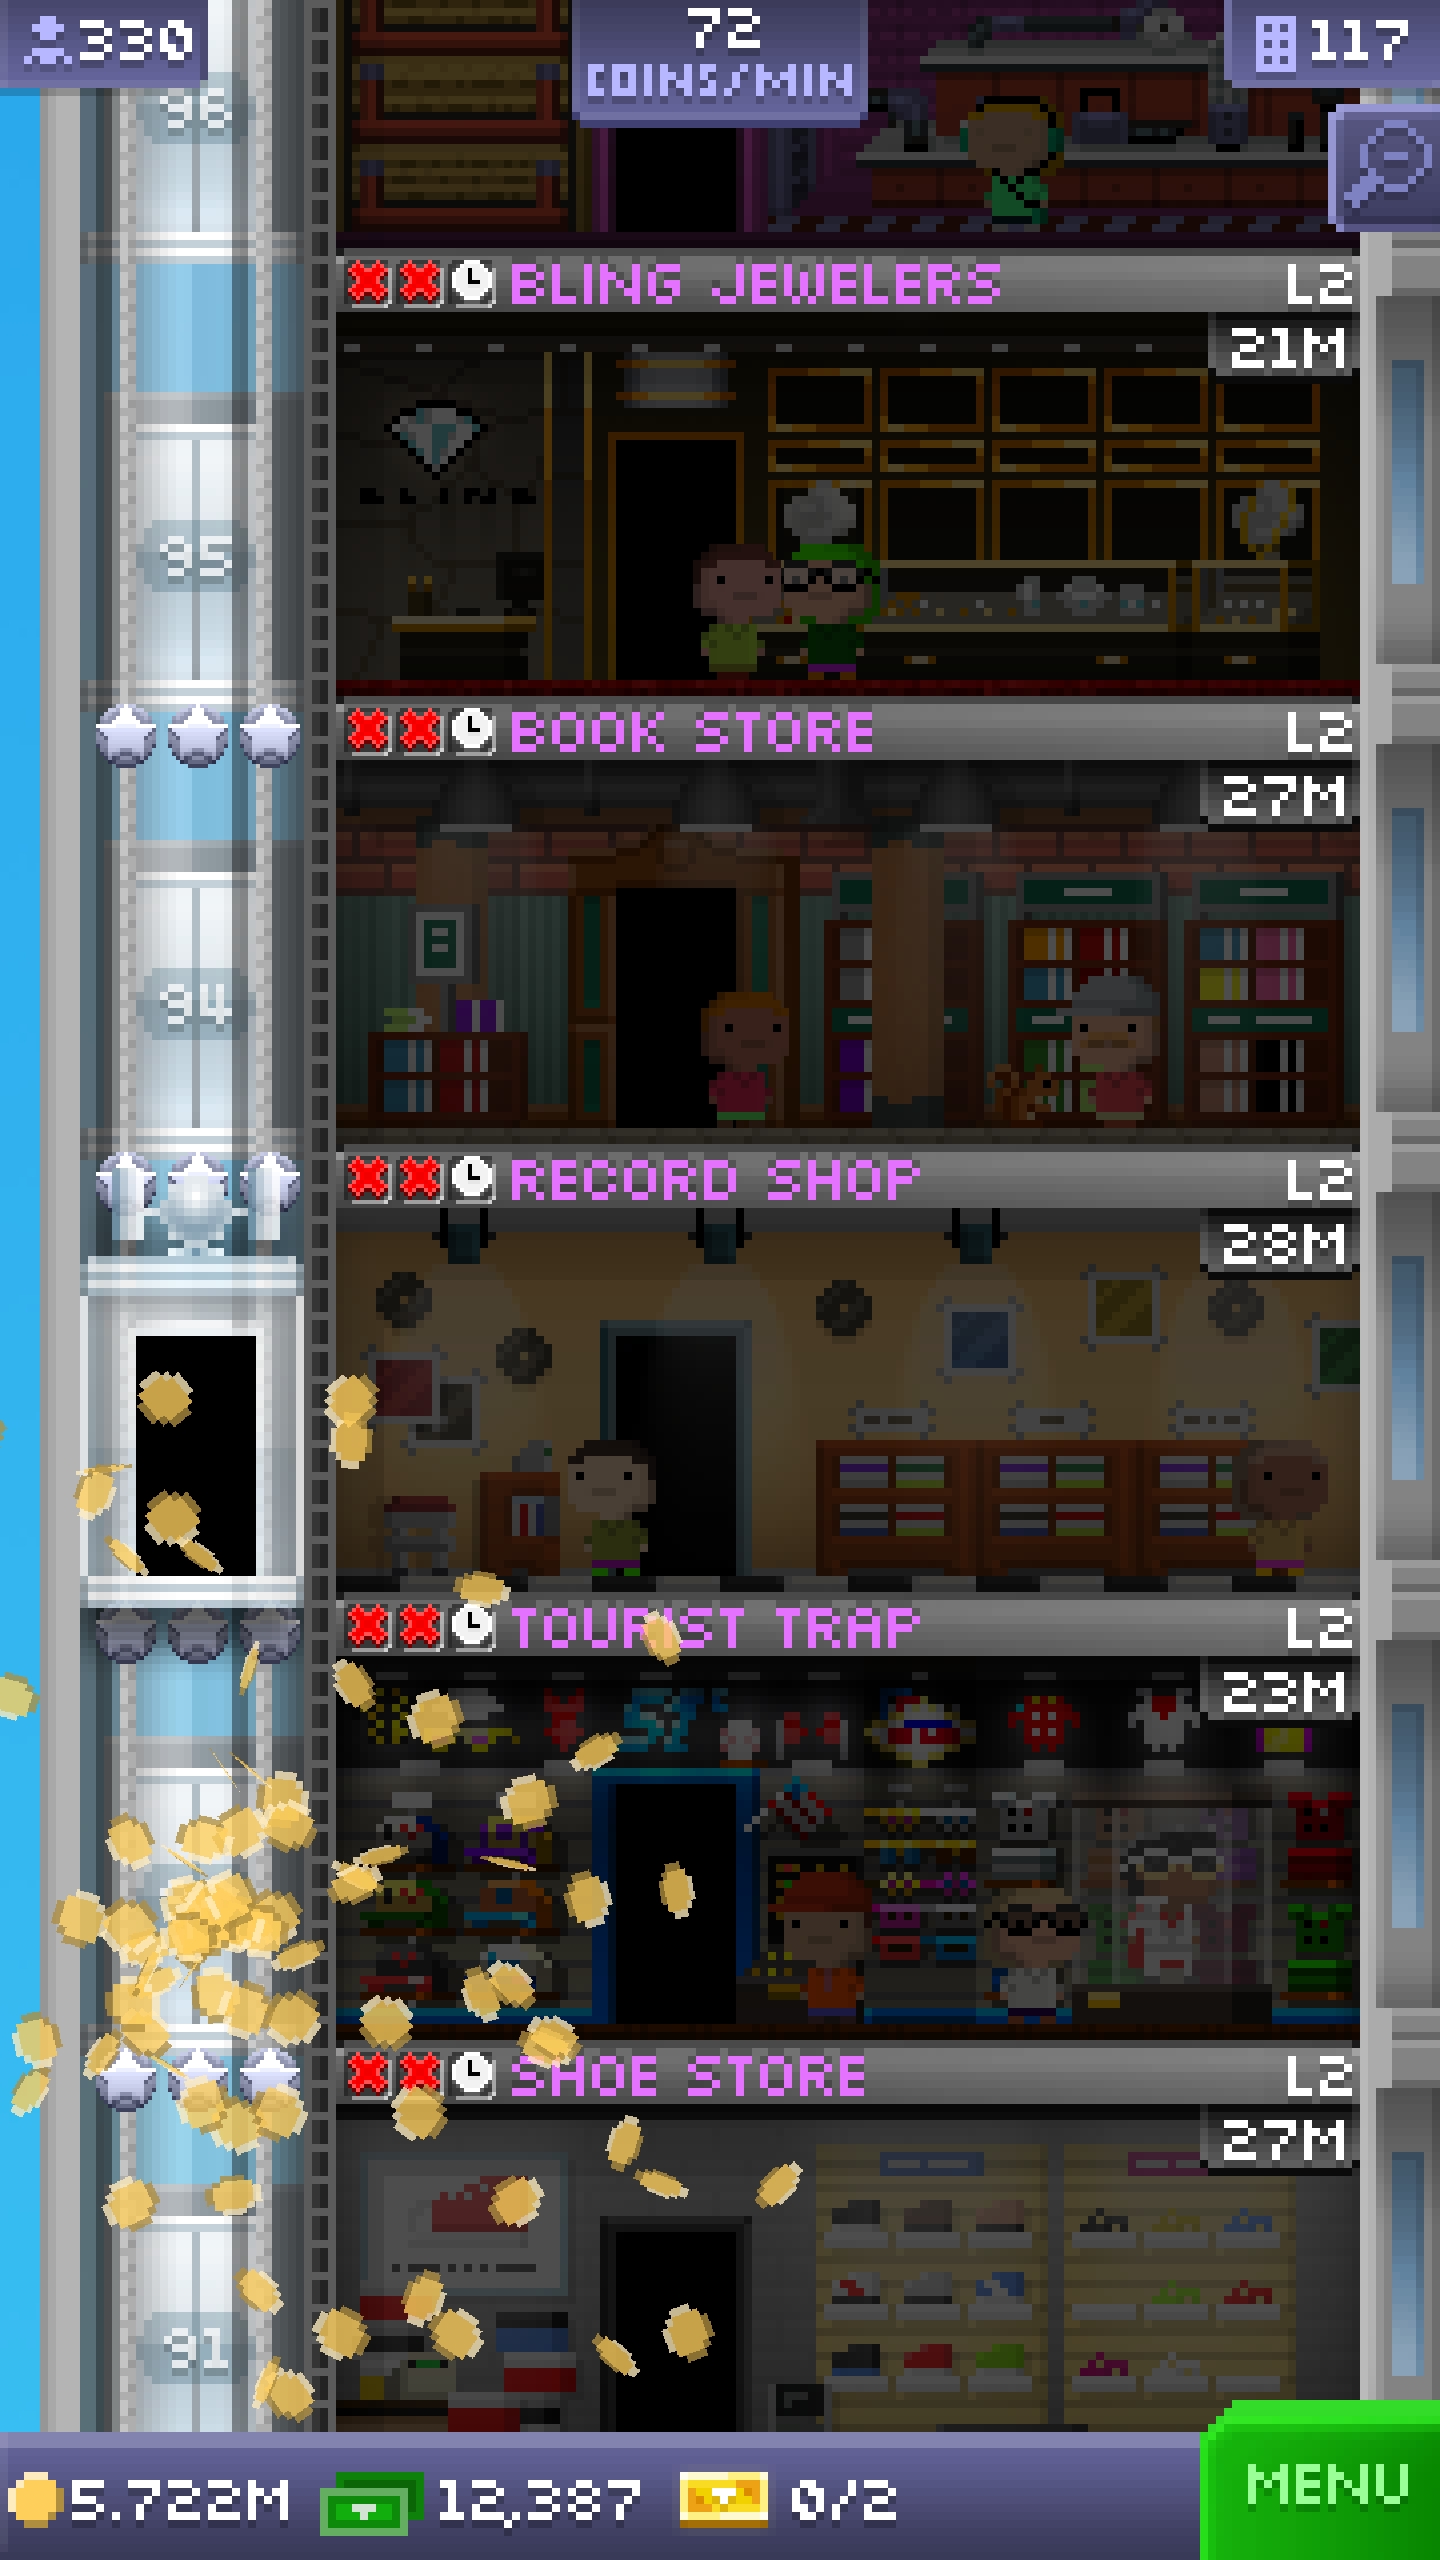 330
72
COINS/MIN
117
96
BLING JEWELERS L2
21M
BLING
95
BOOK STORE L2
27M
94
RECORD SHOP L2
28M
TOURIST TRAP L2
23M
SHOE STORE L2
27M
91
5.722M 12,387 0/2
MENU